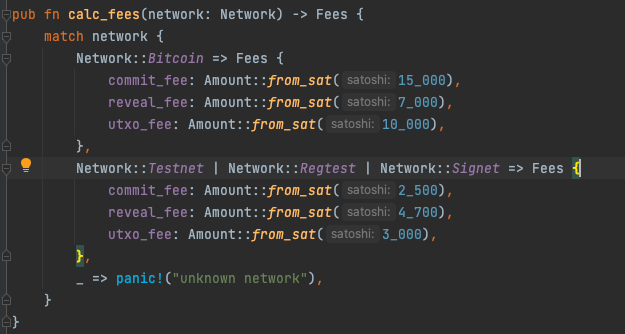 pub fn calc_fees(network: Network) -> Fees {
match network {
Network::Bitcoin => Fees {
commit_fee: Amount::from_sat( satoshi: 15_000),
reveal_fee: Amount::from_sat( satoshi: 7_000),
utxo_fee: Amount::from_sat( satoshi: 10_000),
},
Network::Testnet | Network::Regtest | Network::Signet => Fees {
commit_fee: Amount::from_sat( satoshi: 2_500),
reveal_fee: Amount::from_sat( satoshi: 4_700),
utxo_fee: Amount::from_sat( satoshi: 3_000),
},
_ => panic!("unknown network"),
}
}